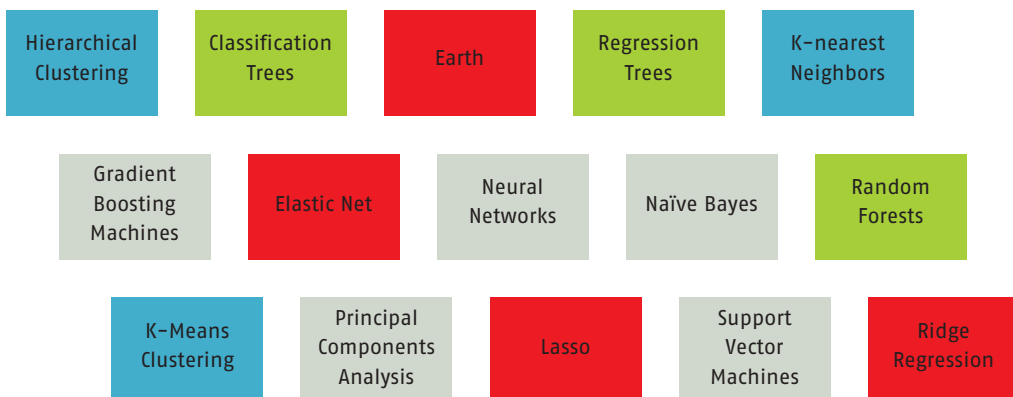 Hierarchical
Clustering
Classification
Trees
Earth
Regression
Trees
K-nearest
Neighbors
Gradient
Boosting
Machines
Elastic Net
Neural
Networks
Naïve Bayes
Random
Forests
K-Means
Clustering
Principal
Components
Analysis
Lasso
Support
Vector
Machines
Ridge
Regression